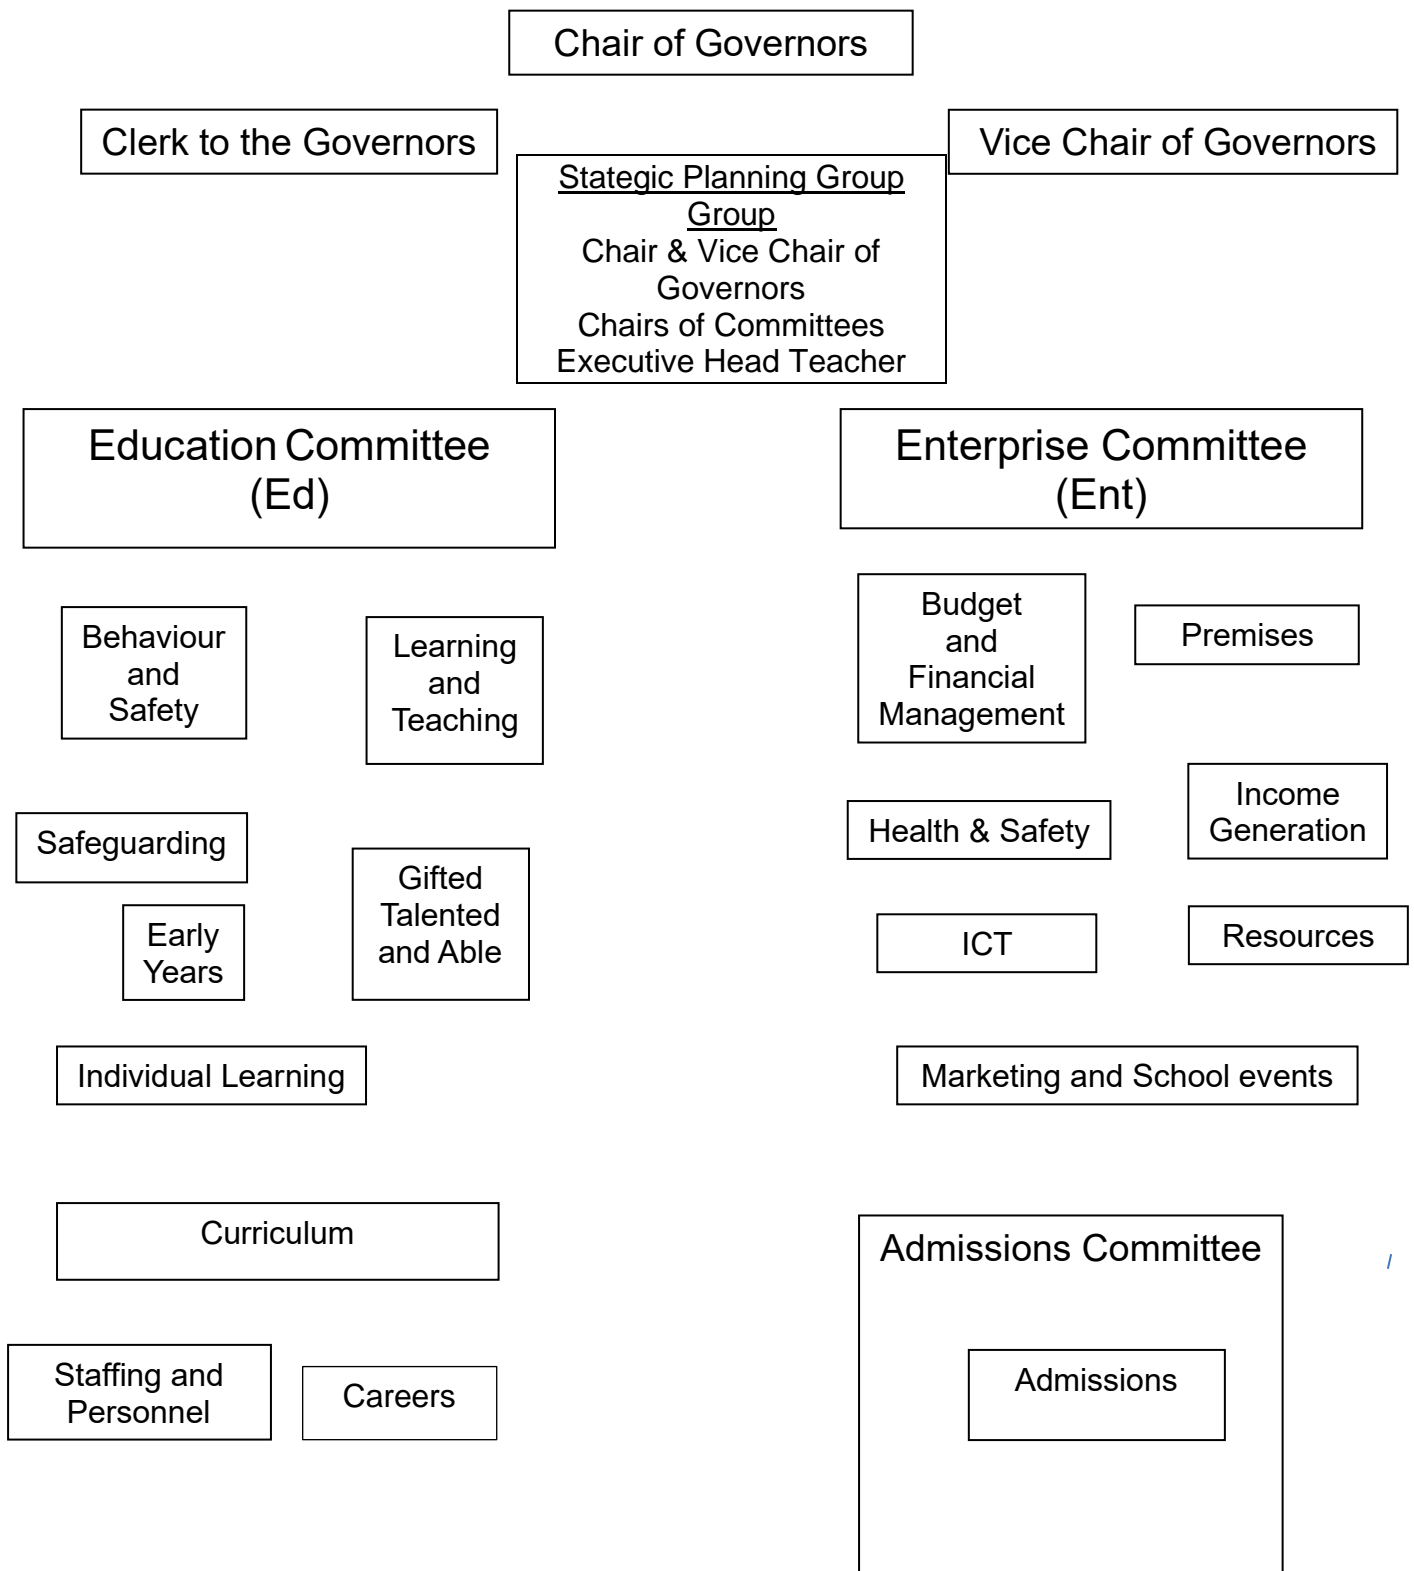 Chair of Governors
Clerk to the Governors
Vice Chair of Governors
Stategic Planning Group
Group
Chair & Vice Chair of
Governors
Chairs of Committees
Executive Head Teacher
Education Committee
(Ed)
Enterprise Committee
(Ent)
Behaviour
and
Safety
Learning
and
Teaching
Budget
and
Financial
Management
Premises
Safeguarding
Gifted
Talented
and Able
Health & Safety
Income
Generation
Early
Years
ICT
Resources
Individual Learning
Marketing and School events
Curriculum
Admissions Committee
Staffing and
Personnel
Careers
Admissions